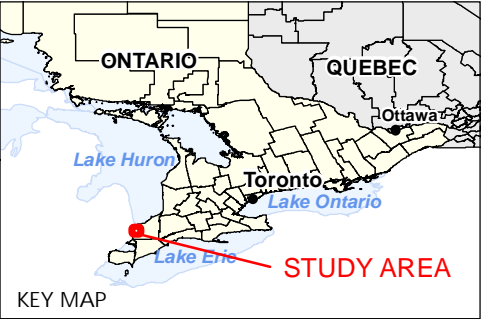 ONTARIO
QUEBEC
Ottawa
Lake Huron
Toronto
Lake Ontario
Lake Erie
STUDY AREA
KEY MAP